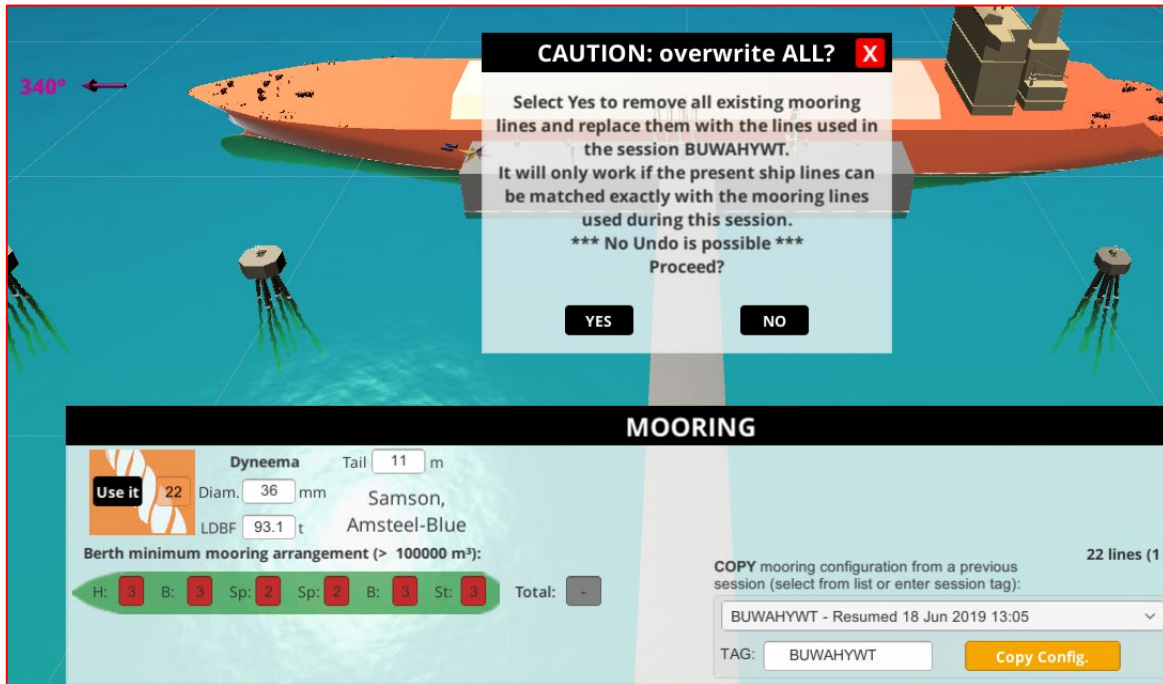 340°
CAUTION: overwrite ALL? X
Select Yes to remove all existing mooring
lines and replace them with the lines used in
the session BUWAHYWT.
It will only work if the present ship lines can
be matched exactly with the mooring lines
used during this session.
*** No Undo is possible ***
Proceed?
YES NO
MOORING
Dyneema Tail 11 m
Use it 22 Diam. 36 mm Samson,
LDBF 93.1 t Amsteel-Blue
Berth minimum mooring arrangement (> 100000 m³):
H: 3 B: 3 Sp: 2 Sp: 2 B: 3 St: 3 Total: -
22 lines (1
COPY mooring configuration from a previous
session (select from list or enter session tag):
BUWAHYWT - Resumed 18 Jun 2019 13:05
TAG: BUWAHYWT Copy Config.